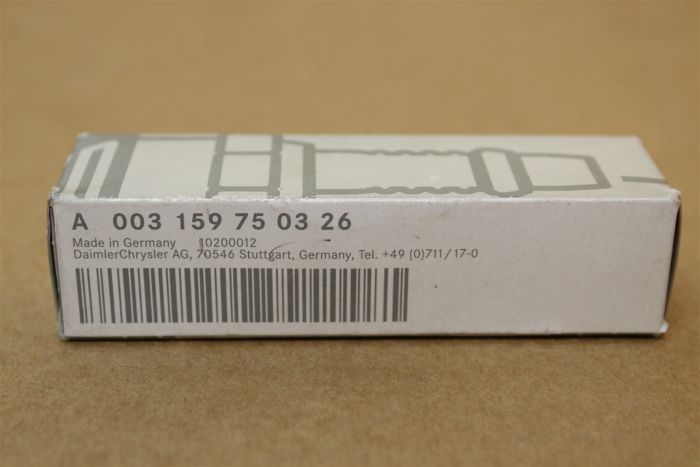 A 003 159 75 03 26
Made in Germany 10200012
DaimlerChrysler AG, 70546 Stuttgart, Germany, Tel. +49 (0)711/17-0